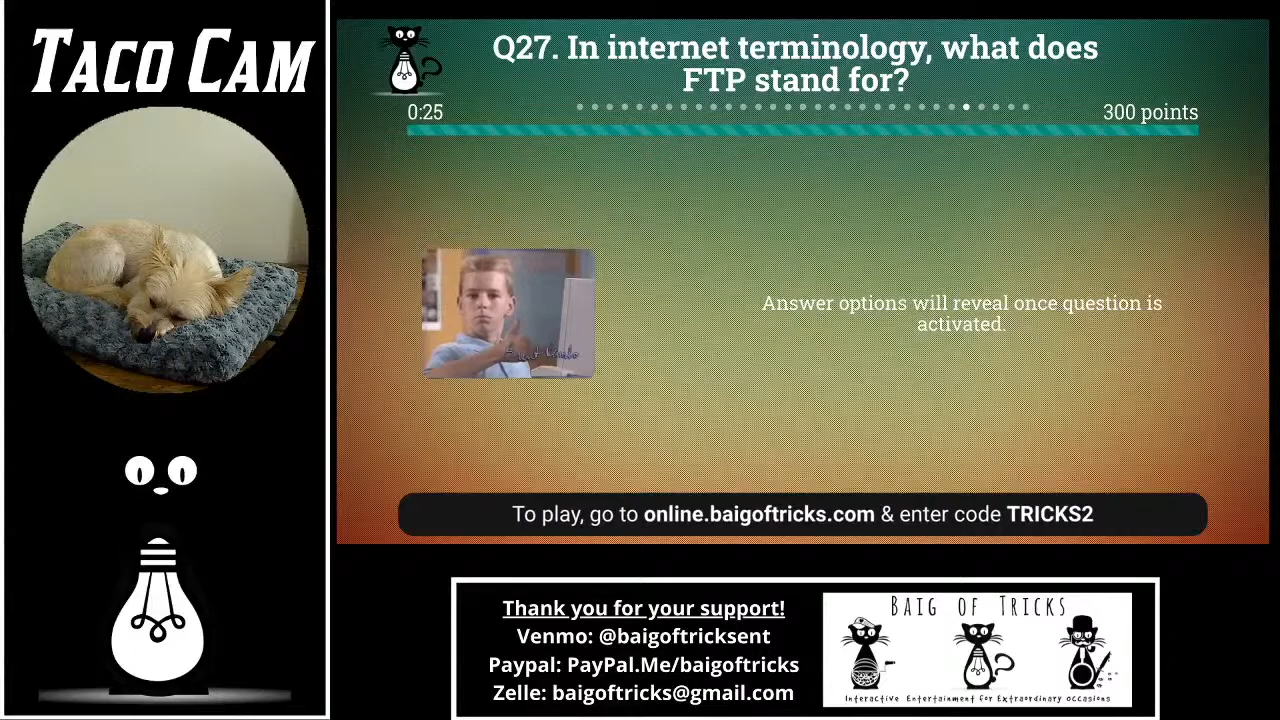 TACO CAM
Q27. In internet terminology, what does
FTP stand for?
0:25
300 points
Answer options will reveal once question is
activated.
To play, go to online.baigoftricks.com & enter code TRICKS2
Thank you for your support!
Venmo: @baigoftricksent
Paypal: PayPal.Me/baigoftricks
Zelle: baigoftricks@gmail.com
BAIG OF TRICKS
Interactive Entertainment for Extraordinary occasions